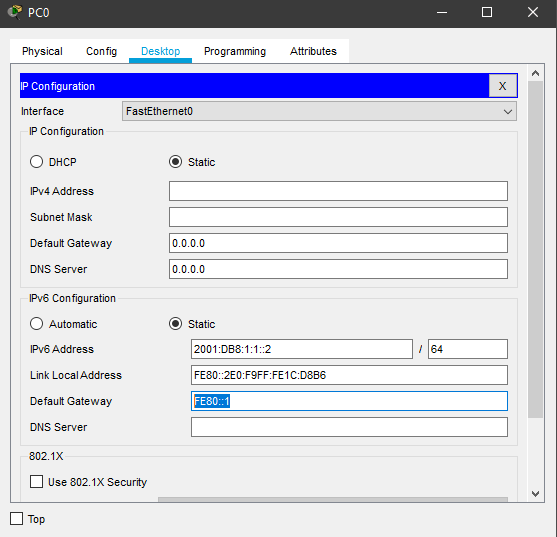 PC0
Physical Config Desktop Programming Attributes
IP Configuration X
Interface FastEthernet0
IP Configuration
DHCP Static
IPv4 Address
Subnet Mask
Default Gateway 0.0.0.0
DNS Server 0.0.0.0
IPv6 Configuration
Automatic Static
IPv6 Address 2001:DB8:1:1::2 / 64
Link Local Address FE80::2E0:F9FF:FE1C:D8B6
Default Gateway FE80::1
DNS Server
802.1X
Use 802.1X Security
Top